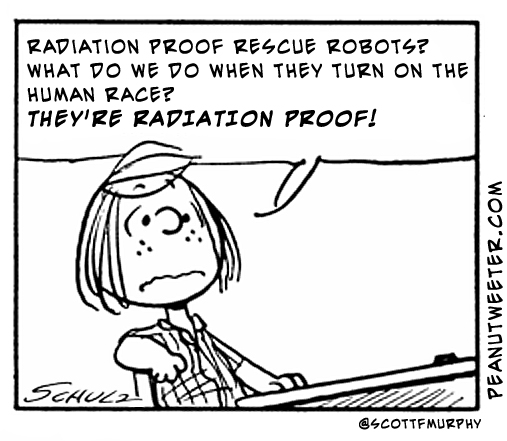 RADIATION PROOF RESCUE ROBOTS?
WHAT DO WE DO WHEN THEY TURN ON THE
HUMAN RACE?
THEY'RE RADIATION PROOF!
SCHULZ
PEANUTWEETER.COM
@SCOTTFMURPHY